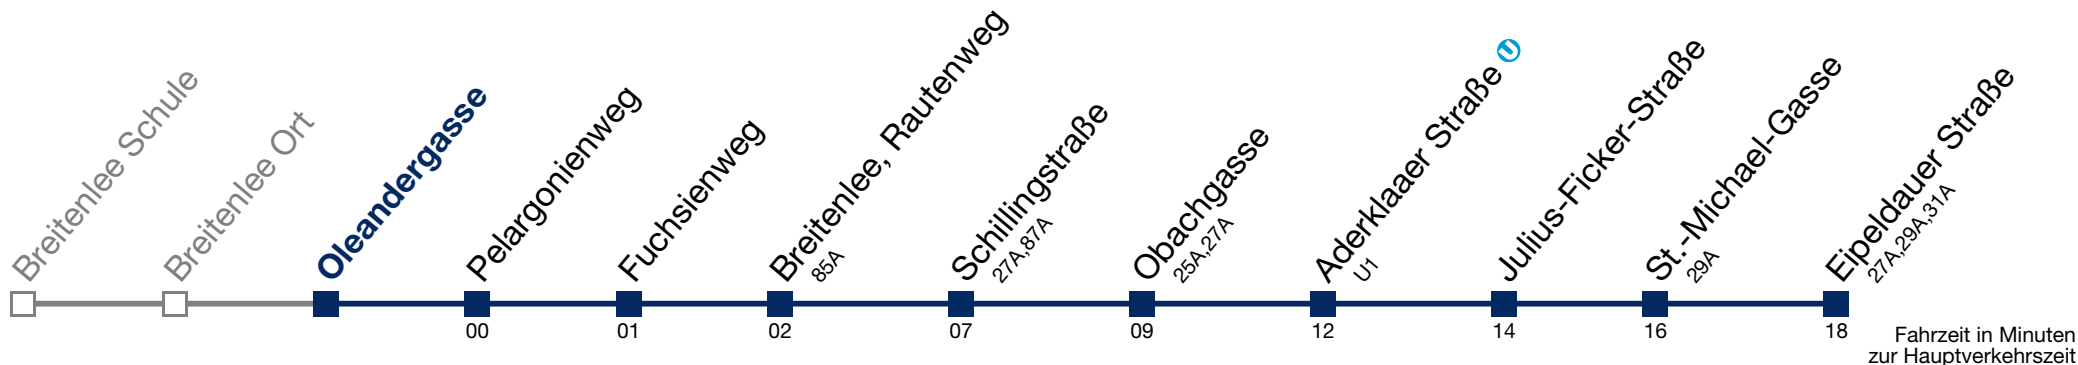 Breitenlee Schule
Breitenlee Ort
Oleandergasse
Pelargonienweg
00
Fuchsienweg
01
Breitenlee, Rautenweg
85A
02
Schillingstraße
27A,87A
07
Obachgasse
25A,27A
09
Aderklaaer Straße U
U1
12
Julius-Ficker-Straße
14
St.-Michael-Gasse
29A
16
Eipeldauer Straße
27A,29A,31A
18
Fahrzeit in Minuten
zur Hauptverkehrszeit